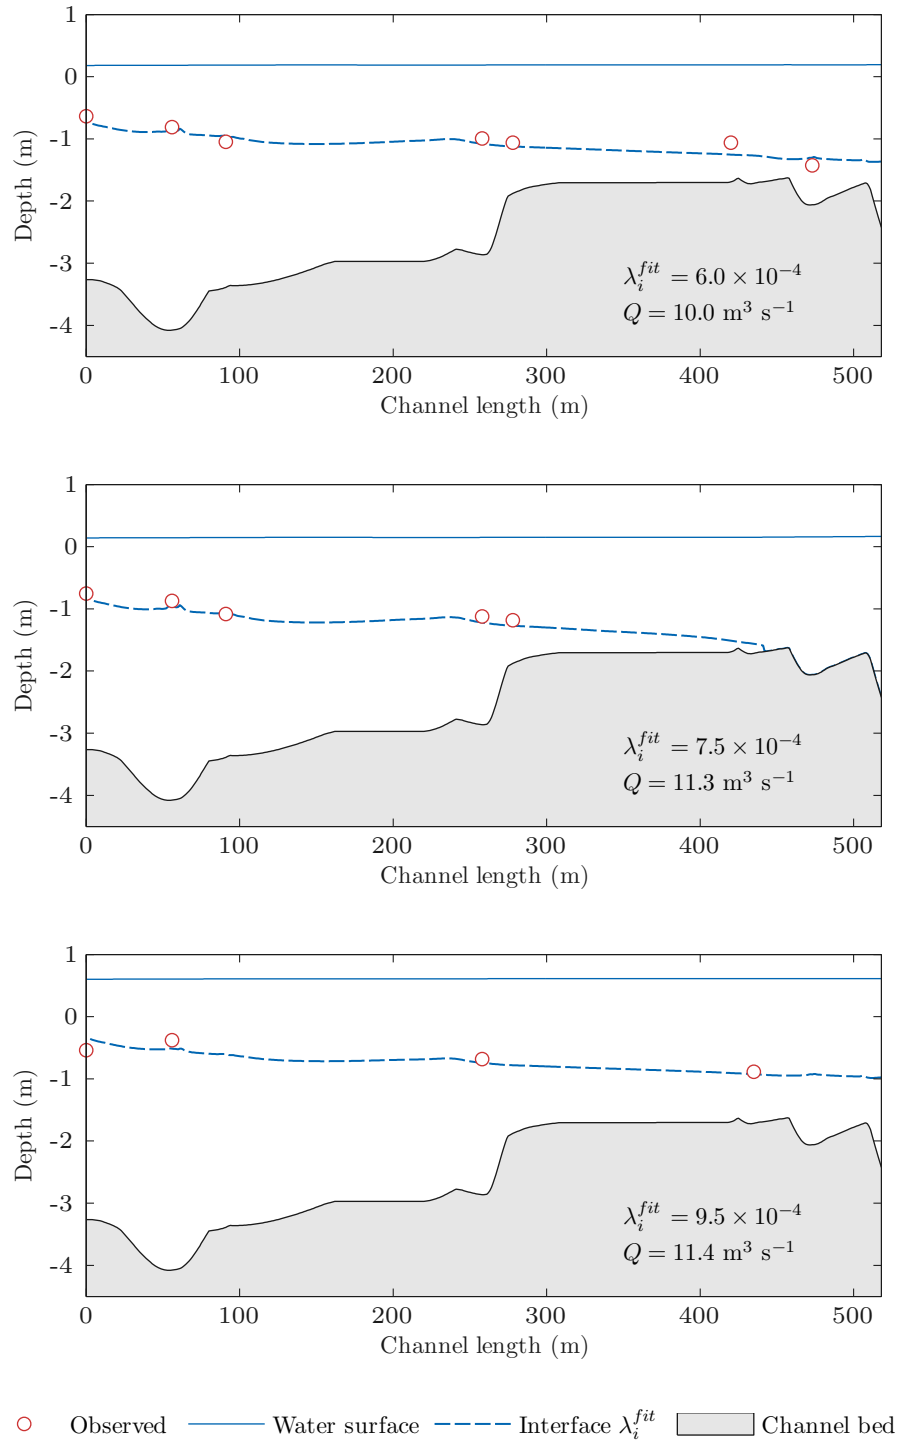 1
0
-1
-2
-3
-4
Depth (m)
λ_i^{fit} = 6.0 × 10^{-4}
Q = 10.0 m^3 s^{-1}
0 100 200 300 400 500
Channel length (m)
1
0
-1
-2
-3
-4
Depth (m)
λ_i^{fit} = 7.5 × 10^{-4}
Q = 11.3 m^3 s^{-1}
0 100 200 300 400 500
Channel length (m)
1
0
-1
-2
-3
-4
Depth (m)
λ_i^{fit} = 9.5 × 10^{-4}
Q = 11.4 m^3 s^{-1}
0 100 200 300 400 500
Channel length (m)
Observed Water surface Interface λ_i^{fit} Channel bed